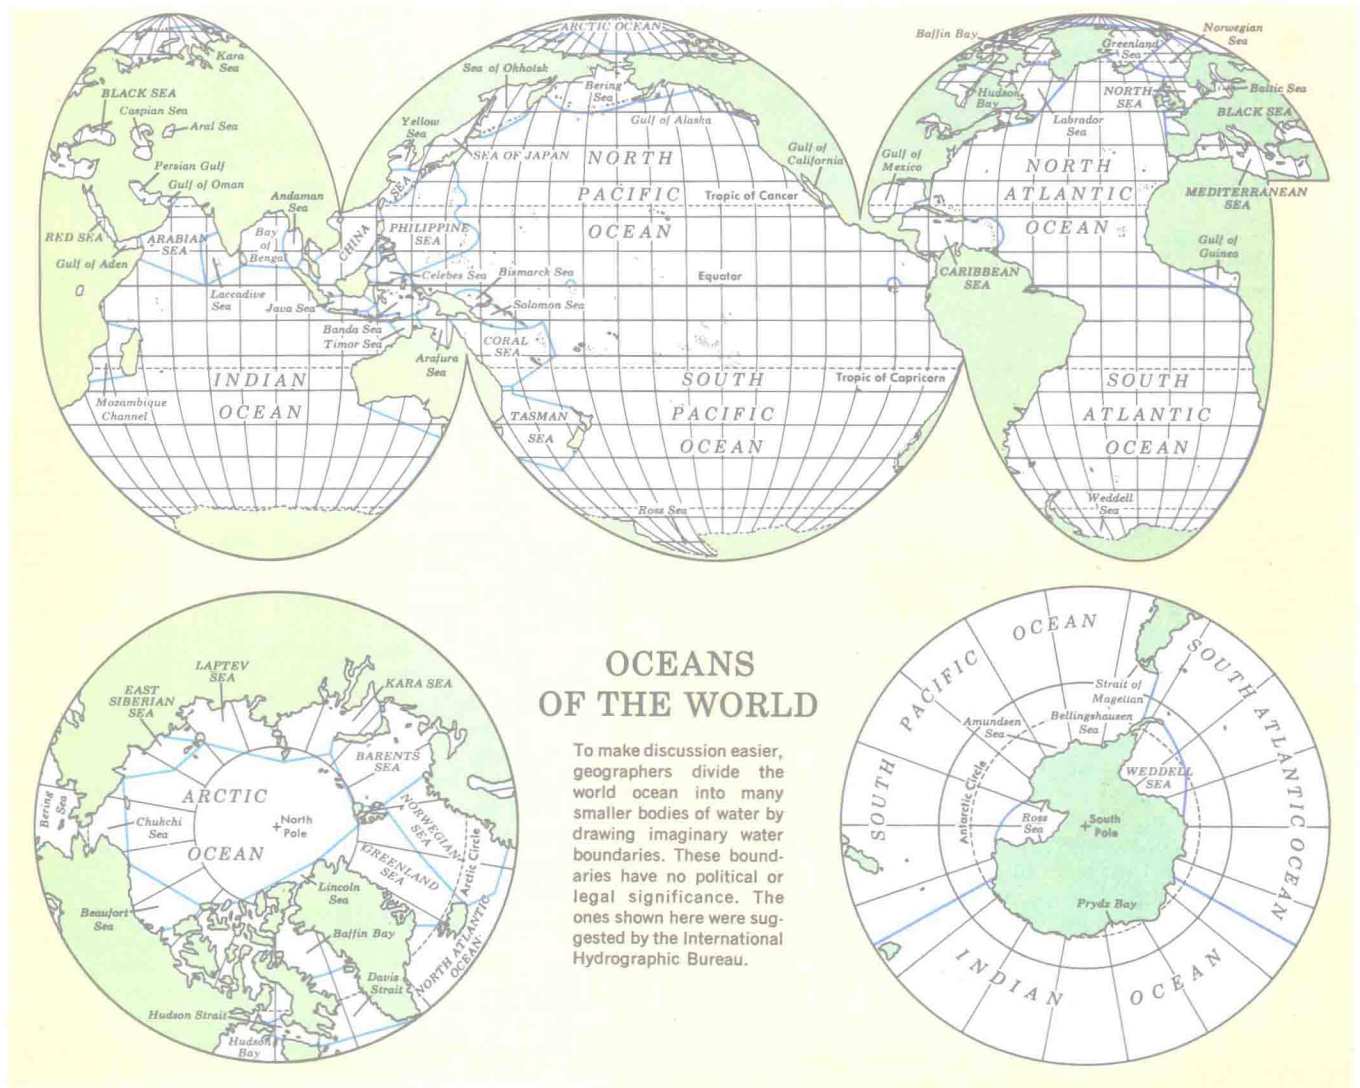 ARCTIC OCEAN
Kara
Sea
BLACK SEA
Caspian Sea
Aral Sea
Persian Gulf
Gulf of Oman
Andaman
Sea
RED SEA
ARABIAN
SEA
Bay
of
Bengal
Gulf of Aden
Laccadive
Sea
Java Sea
Banda Sea
Timor Sea
Arafura
Sea
INDIAN
OCEAN
Mozambique
Channel
Sea of Okhotsk
Bering
Sea
Gulf of Alaska
Yellow
Sea
SEA OF JAPAN
CHINA
SEA
PHILIPPINE
SEA
Celebes Sea
Bismarck Sea
Solomon Sea
CORAL
SEA
TASMAN
SEA
NORTH
PACIFIC
OCEAN
Tropic of Cancer
Equator
SOUTH
PACIFIC
OCEAN
Tropic of Capricorn
Ross Sea
Gulf of
California
Gulf of
Mexico
Baffin Bay
Greenland
Sea
Norwegian
Sea
Hudson
Bay
NORTH
SEA
Baltic Sea
BLACK SEA
Labrador
Sea
NORTH
ATLANTIC
OCEAN
MEDITERRANEAN
SEA
Gulf of
Guinea
CARIBBEAN
SEA
SOUTH
ATLANTIC
OCEAN
Weddell
Sea
LAPTEV
SEA
EAST
SIBERIAN
SEA
KARA SEA
BARENTS
SEA
ARCTIC
OCEAN
North
Pole
Bering
Sea
Chukchi
Sea
NORWEGIAN
SEA
GREENLAND
SEA
Arctic Circle
Lincoln
Sea
Beaufort
Sea
Baffin Bay
NORTH ATLANTIC
OCEAN
Davis
Strait
Hudson Strait
Hudson
Bay
OCEANS
OF THE WORLD
To make discussion easier,
geographers divide the
world ocean into many
smaller bodies of water by
drawing imaginary water
boundaries. These bound-
aries have no political or
legal significance. The
ones shown here were sug-
gested by the International
Hydrographic Bureau.
SOUTH PACIFIC OCEAN
SOUTH ATLANTIC OCEAN
Strait of
Magellan
Amundsen
Sea
Bellingshausen
Sea
WEDDELL
SEA
Antarctic Circle
Ross
Sea
South
Pole
Prydz Bay
INDIAN OCEAN